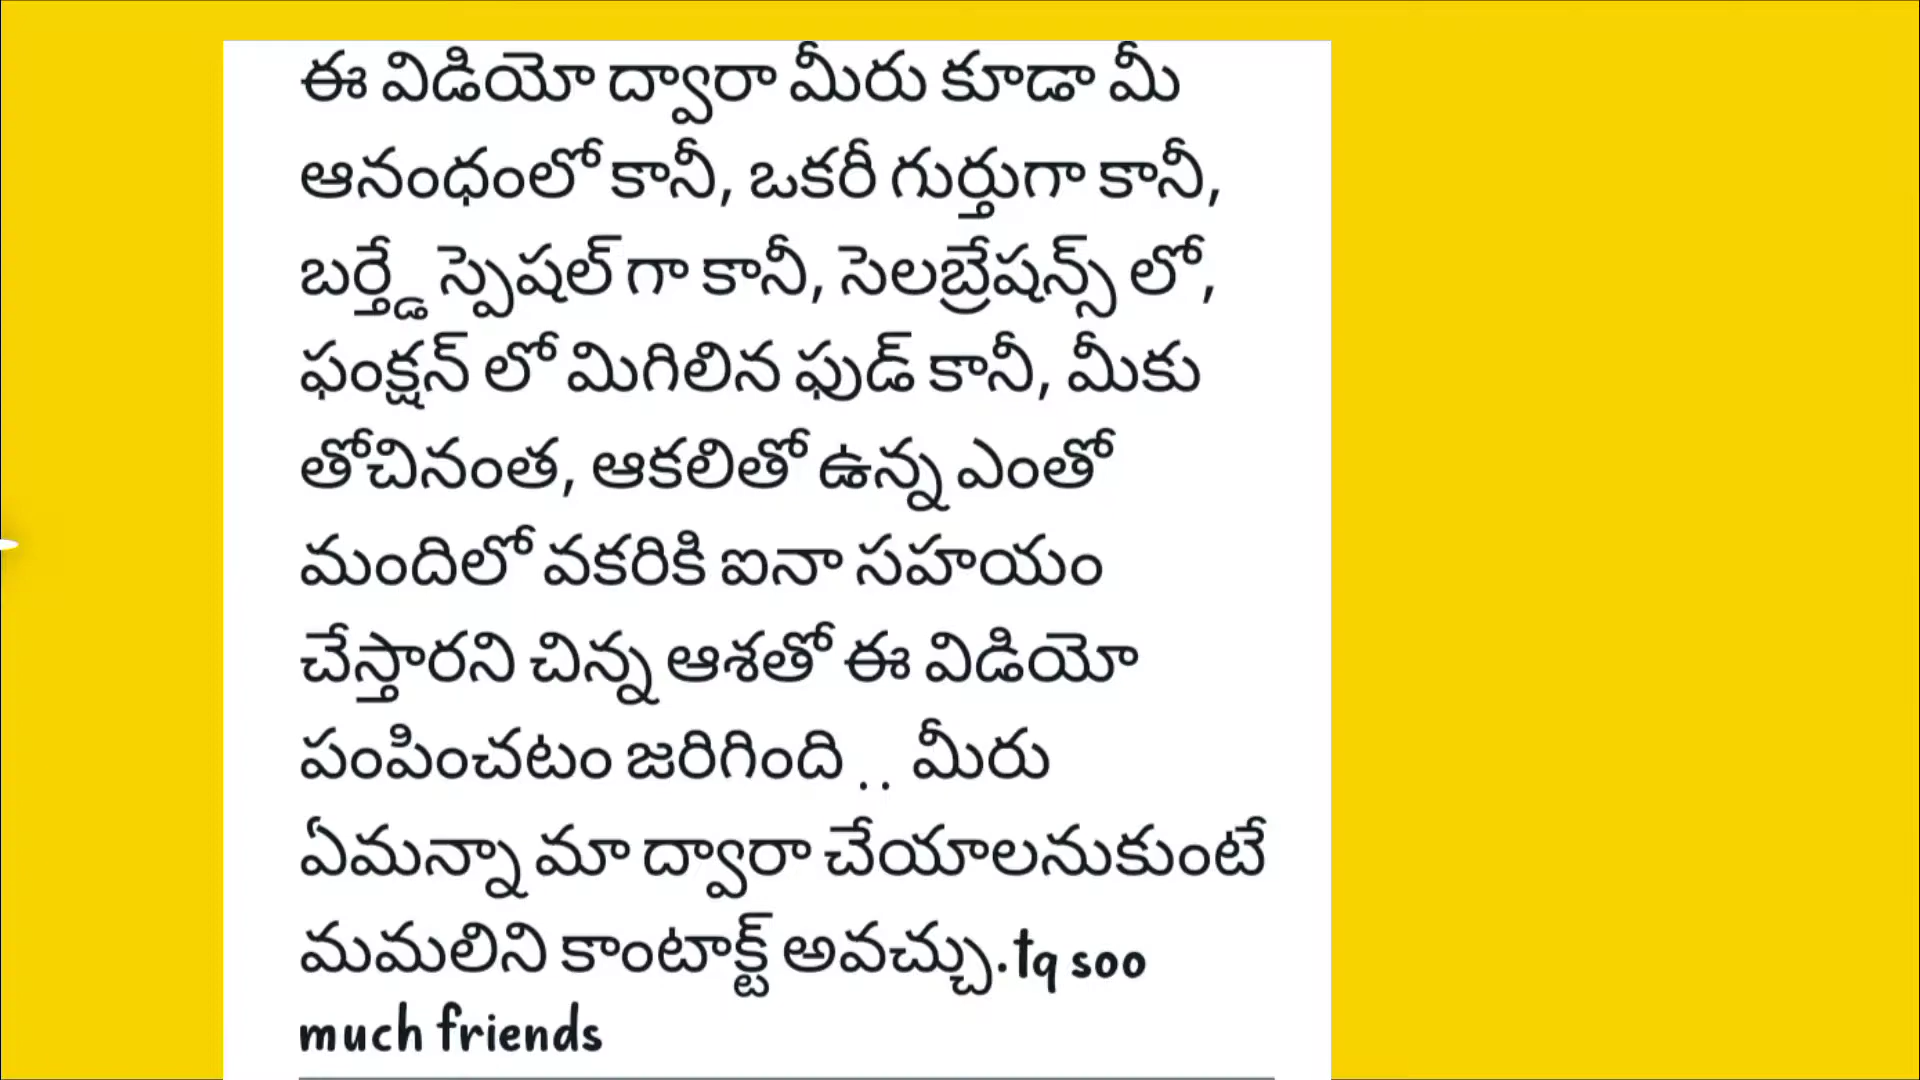 ఈ విడియో ద్వారా మీరు కూడా మీ
ఆనంధంలో కానీ, ఒకరీ గుర్తుగా కానీ,
బర్త్డే స్పెషల్ గా కానీ, సెలబ్రేషన్స్ లో,
ఫంక్షన్ లో మిగిలిన ఫుడ్ కానీ, మీకు
తోచినంత, ఆకలితో ఉన్న ఎంతో
మందిలో వకరికి ఐనా సహయం
చేస్తారని చిన్న ఆశతో ఈ విడియో
పంపించటం జరిగింది .. మీరు
ఏమన్నా మా ద్వారా చేయాలనుకుంటే
మమలిని కాంటాక్ట్ అవచ్చు.tq soo
much friends